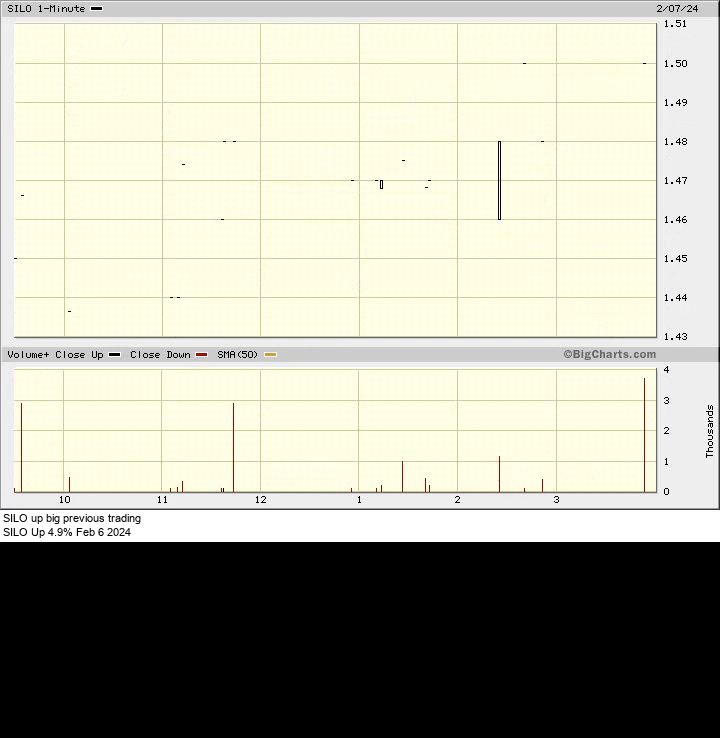 SILO 1-Minute 2/07/24
1.51
1.50
1.49
1.48
1.47
1.46
1.45
1.44
1.43
Volume+ Close Up Close Down SMA(50) ©BigCharts.com
4
3
2
1
0
Thousands
10 11 12 1 2 3
SILO up big previous trading
SILO Up 4.9% Feb 6 2024